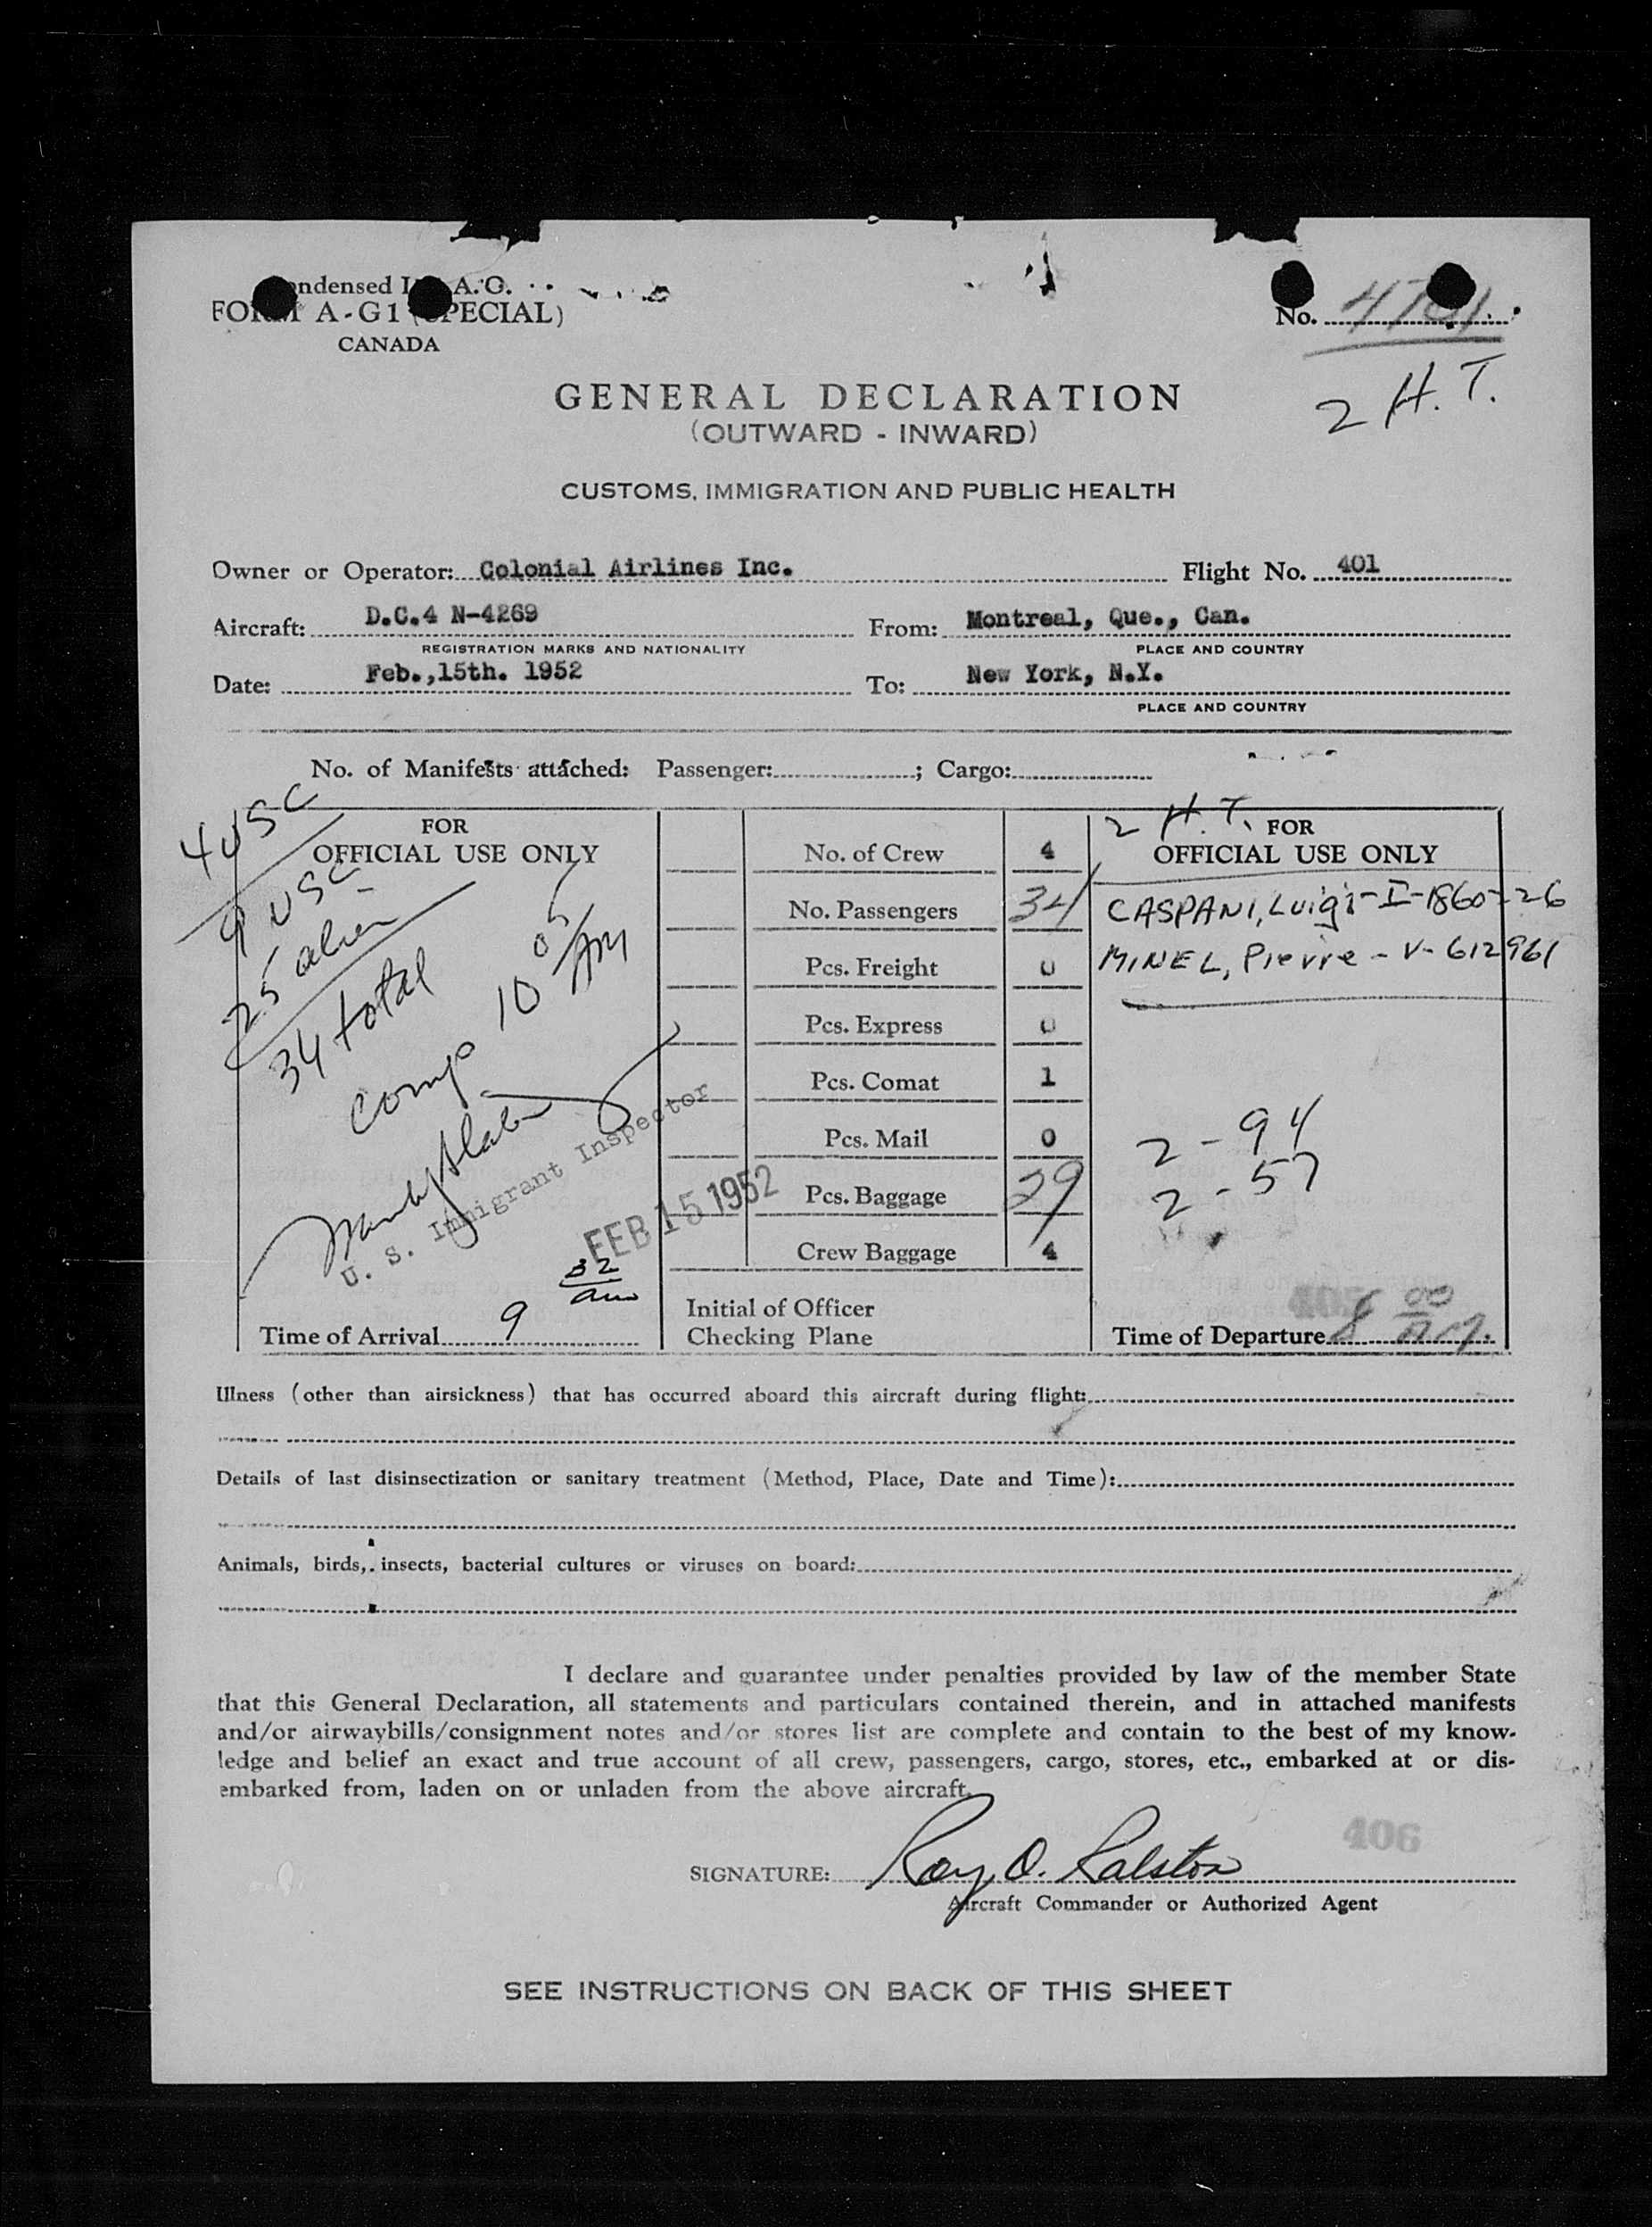 ondensed I A.O.
FORM A-G1 (SPECIAL)
CANADA
No. 4701
2 H.T.
GENERAL DECLARATION
(OUTWARD - INWARD)
CUSTOMS, IMMIGRATION AND PUBLIC HEALTH
Owner or Operator: Colonial Airlines Inc. Flight No. 401
Aircraft: D.C.4 N-4269 From: Montreal, Que., Can.
REGISTRATION MARKS AND NATIONALITY PLACE AND COUNTRY
Date: Feb.,15th. 1952 To: New York, N.Y.
PLACE AND COUNTRY
No. of Manifests attached: Passenger: ; Cargo:
4 USC
FOR
OFFICIAL USE ONLY
9 USC
25 alien
34 total
Comp 10 05 AM
U. S. Immigrant Inspector
FEB 15 1952
Time of Arrival 9 32 am
No. of Crew 4
No. Passengers 34
Pcs. Freight 0
Pcs. Express 0
Pcs. Comat 1
Pcs. Mail 0
Pcs. Baggage 29
Crew Baggage 4
Initial of Officer
Checking Plane
2 H.T. FOR
OFFICIAL USE ONLY
CASPANI, Luigi-I-1860-26
MINEL, Pierre - V- 612961
2 - 94
2 - 57
405
Time of Departure 8 00 AM.
Illness (other than airsickness) that has occurred aboard this aircraft during flight:
Details of last disinsectization or sanitary treatment (Method, Place, Date and Time):
Animals, birds, insects, bacterial cultures or viruses on board:
I declare and guarantee under penalties provided by law of the member State
that this General Declaration, all statements and particulars contained therein, and in attached manifests
and/or airwaybills/consignment notes and/or stores list are complete and contain to the best of my know-
ledge and belief an exact and true account of all crew, passengers, cargo, stores, etc., embarked at or dis-
embarked from, laden on or unladen from the above aircraft.
406
SIGNATURE: Roy O. Ralston
Aircraft Commander or Authorized Agent
SEE INSTRUCTIONS ON BACK OF THIS SHEET